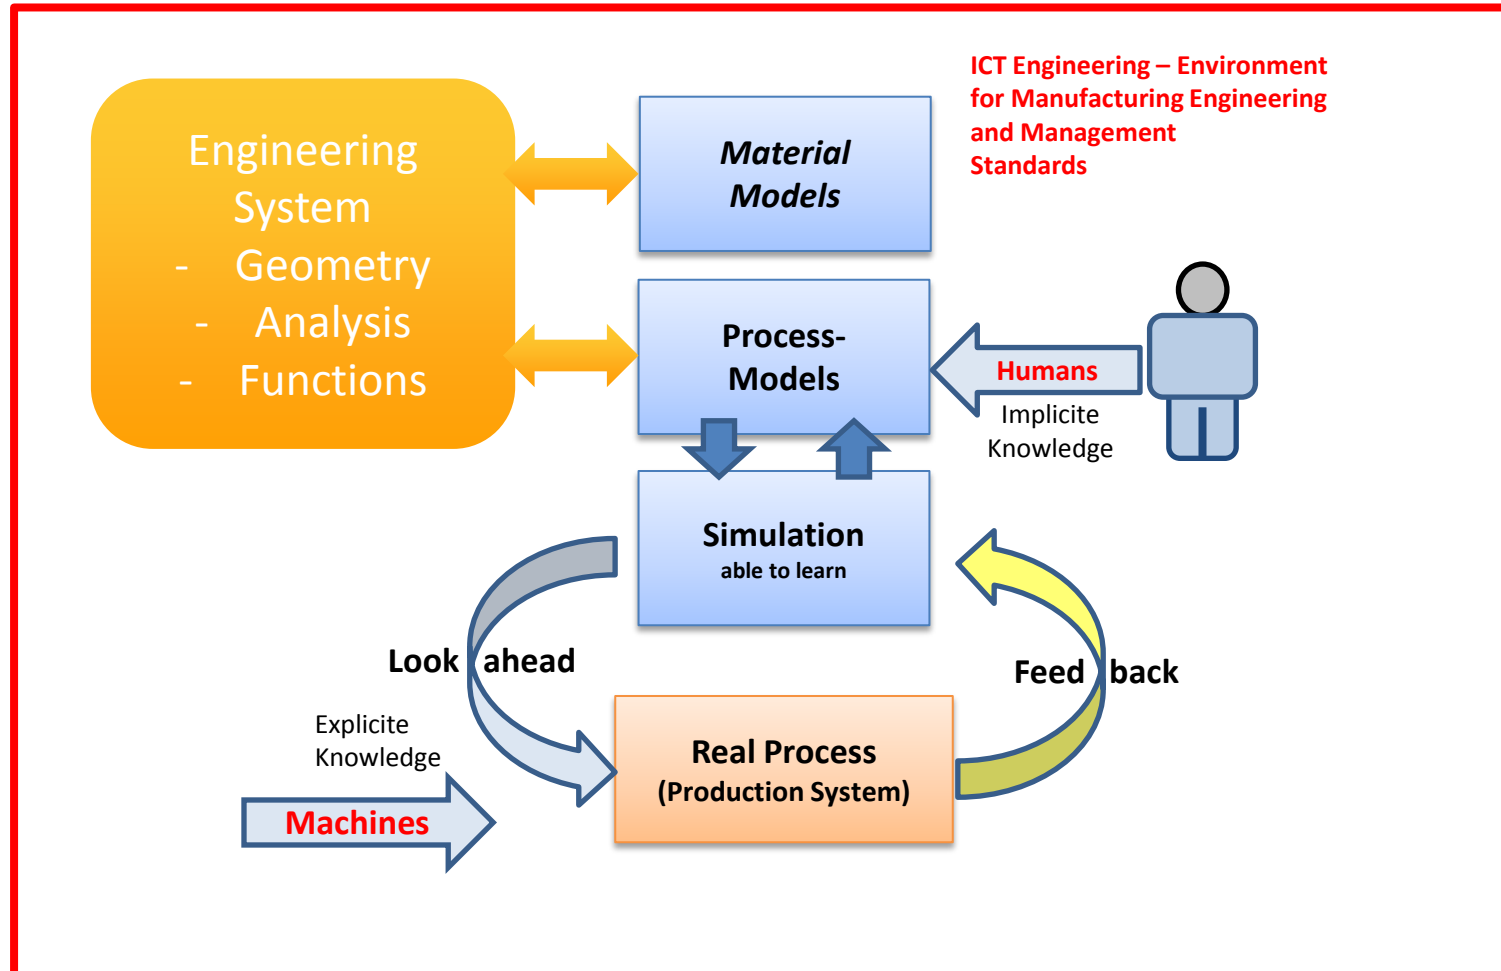 ICT Engineering – Environment
for Manufacturing Engineering
and Management
Standards
Engineering
System
- Geometry
- Analysis
- Functions
Material
Models
Process-
Models
Humans
Implicite
Knowledge
Simulation
able to learn
Look ahead
Feed back
Explicite
Knowledge
Machines
Real Process
(Production System)